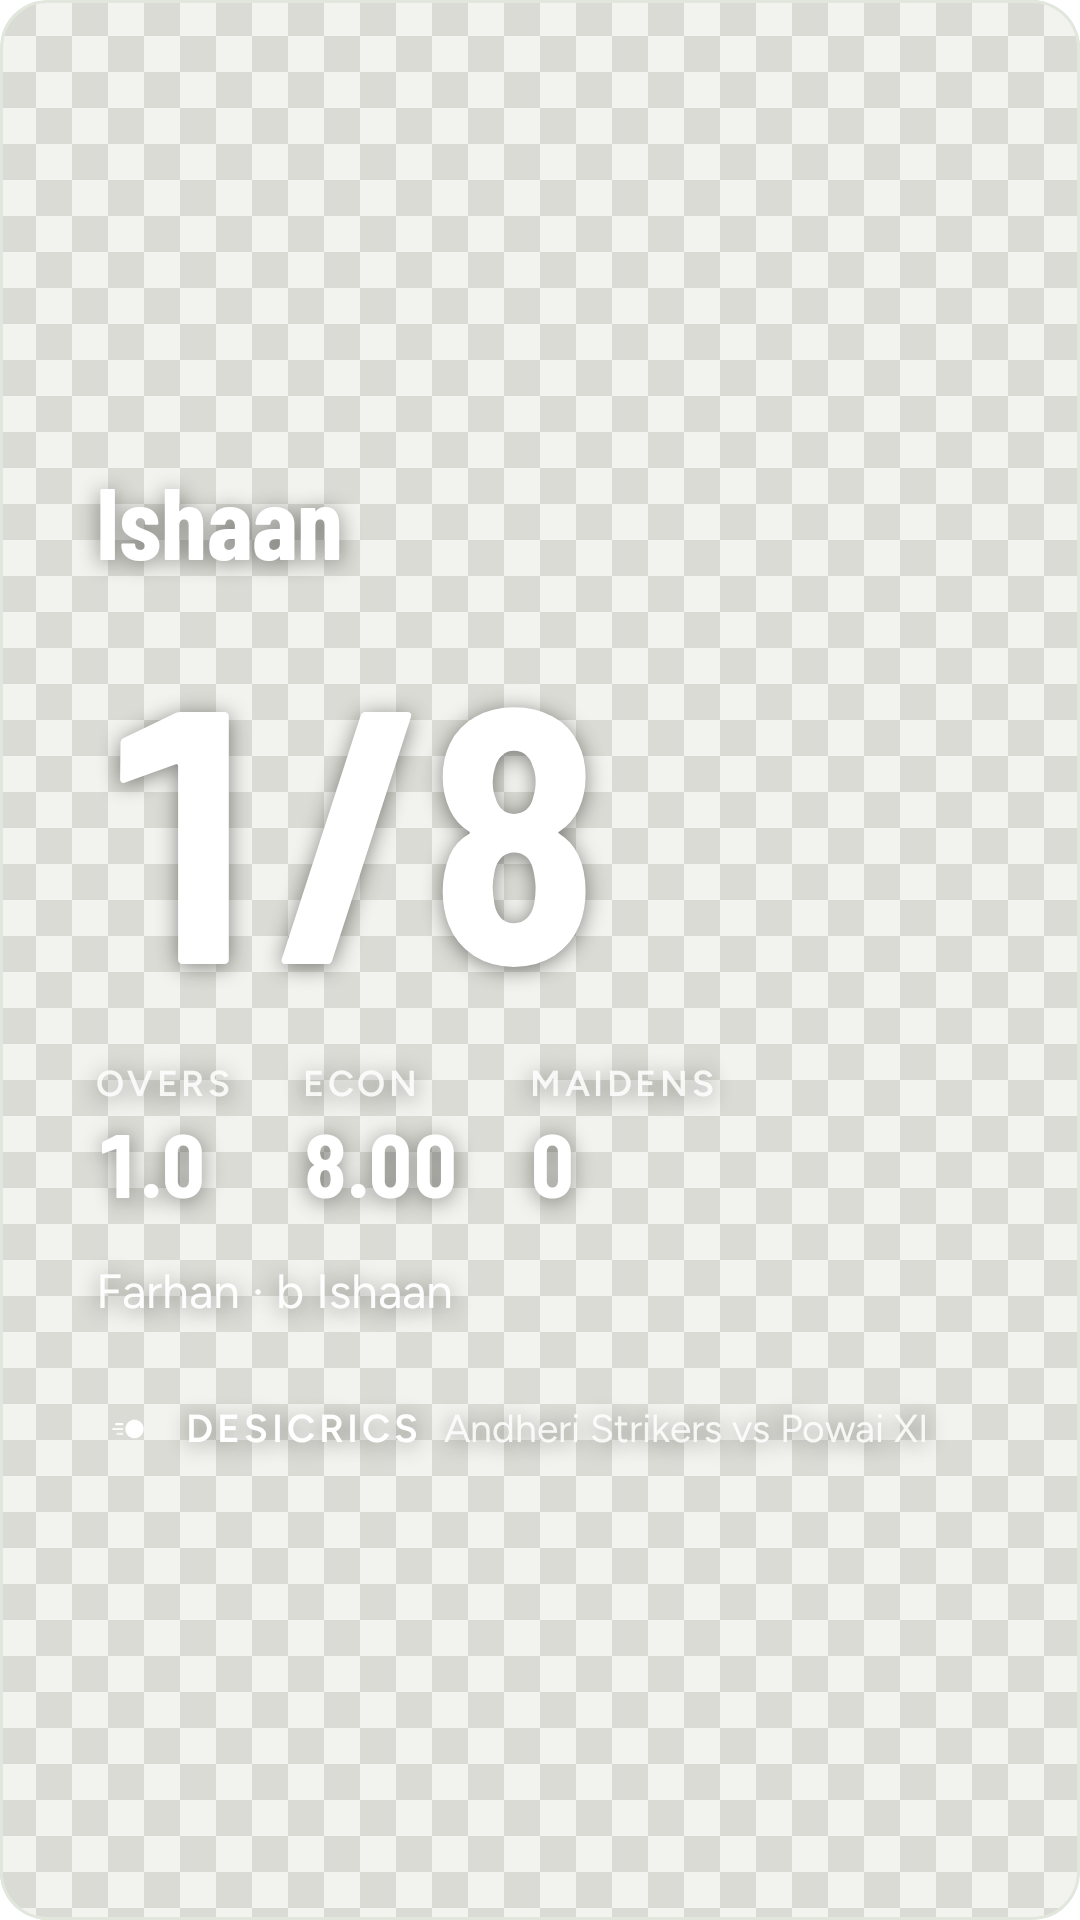 Ishaan
1/8
OVERS ECON MAIDENS
1.0 8.00 0
Farhan · b Ishaan
DESICRICS Andheri Strikers vs Powai XI